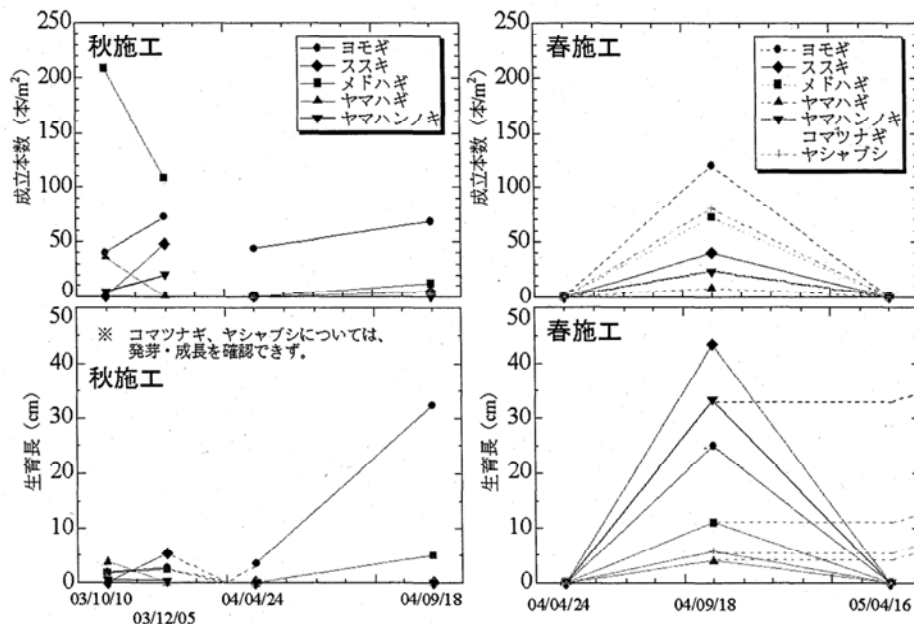 250
200
150
100
50
0
成立本数（本/m²）
秋施工
ヨモギ
ススキ
メドハギ
ヤマハギ
ヤマハンノキ
250
200
150
100
50
0
成立本数（本/m²）
春施工
ヨモギ
ススキ
メドハギ
ヤマハギ
ヤマハンノキ
コマツナギ
ヤシャブシ
50
40
30
20
10
0
生育長（cm）
※ コマツナギ、ヤシャブシについては、
発芽・成長を確認できず。
秋施工
03/10/10
03/12/05
04/04/24
04/09/18
50
40
30
20
10
0
生育長（cm）
春施工
04/04/24
04/09/18
05/04/16